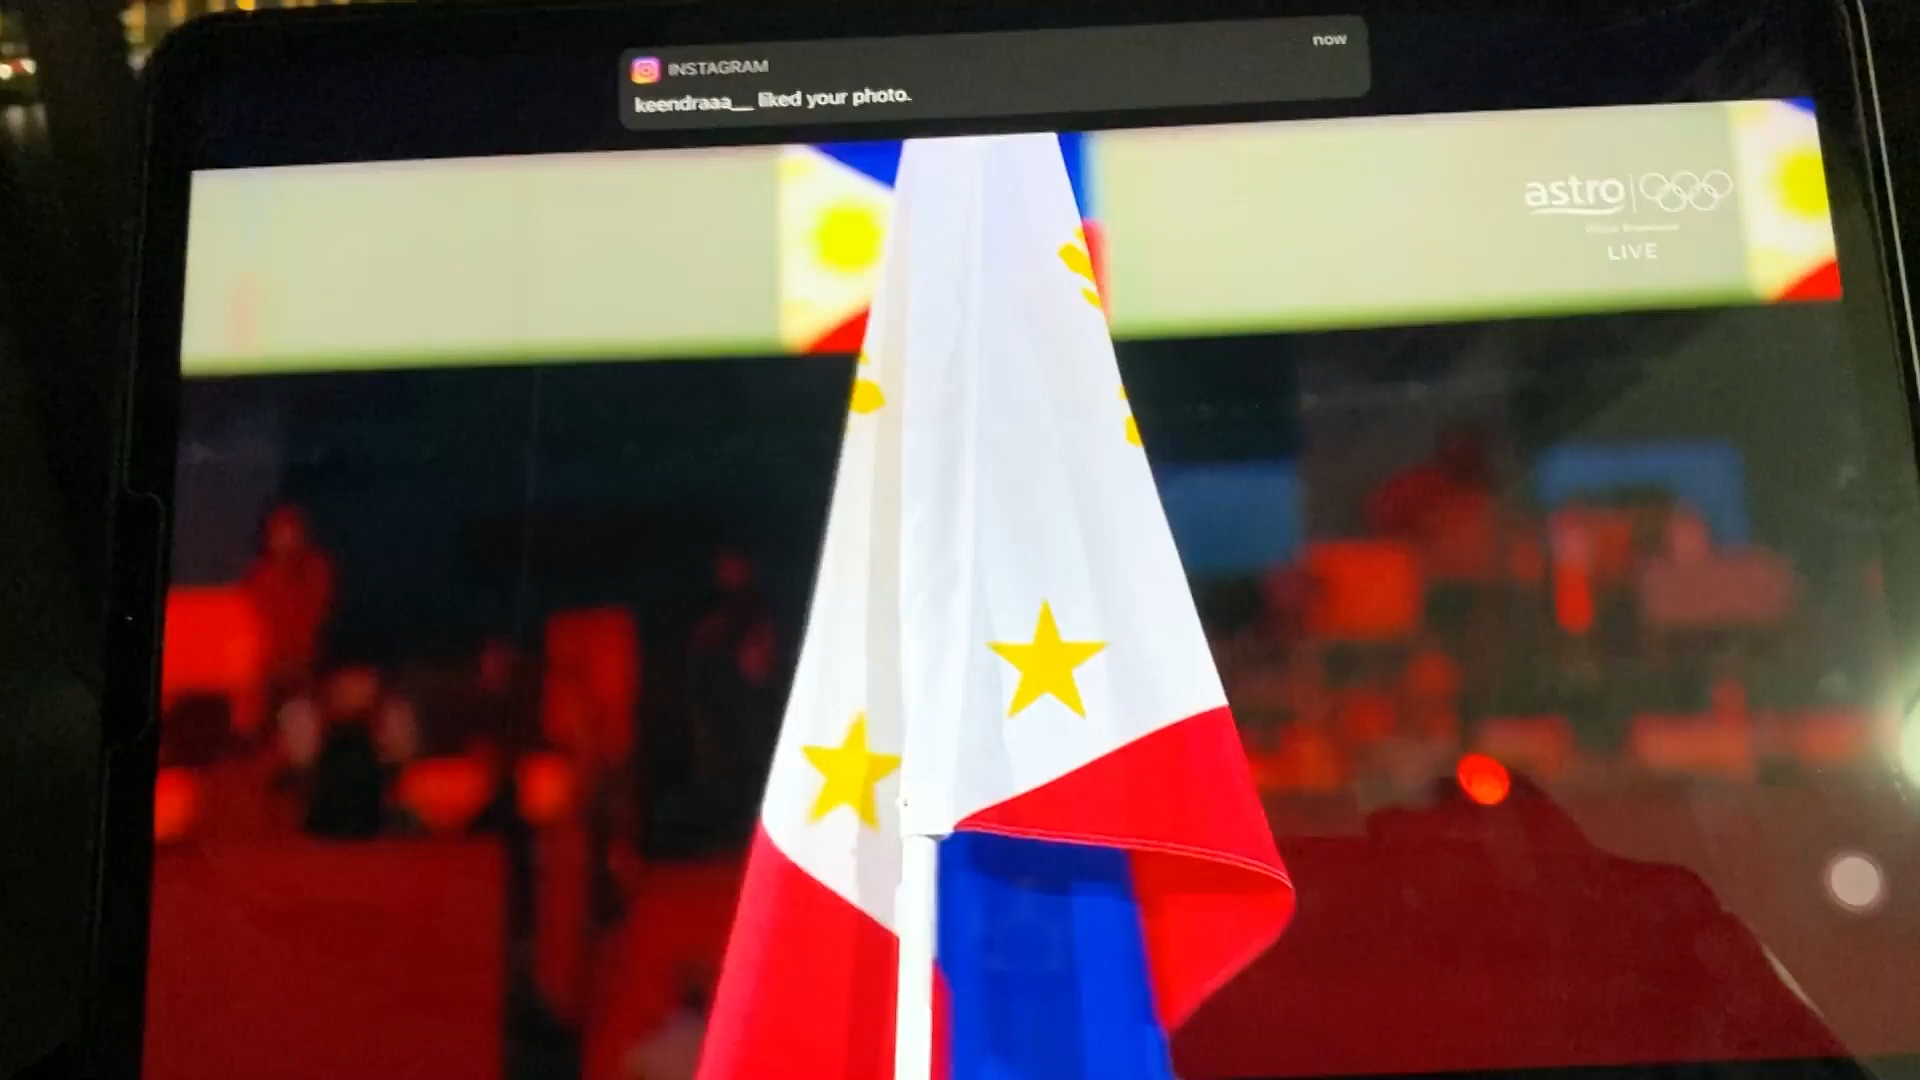 INSTAGRAM
now
keendraaa__ liked your photo.
astro
LIVE